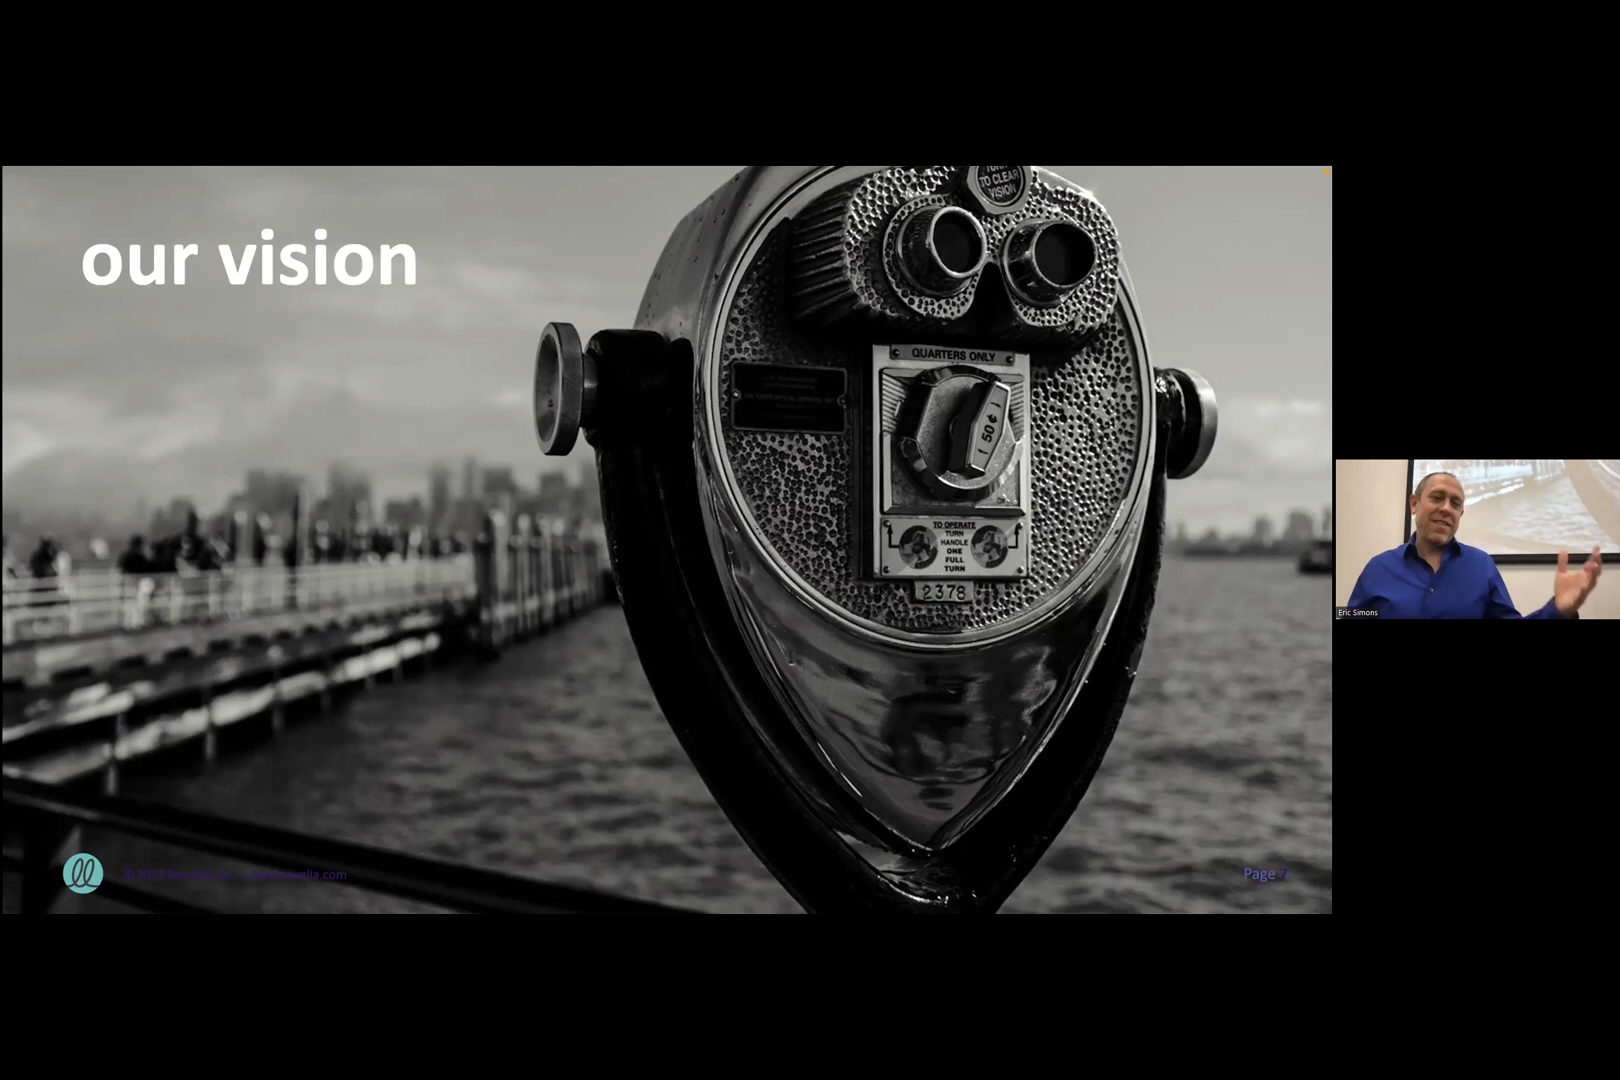 our vision
TURN
TO CLEAR
VISION
QUARTERS ONLY
50¢
TO OPERATE
TURN
HANDLE
ONE
FULL
TURN
2378
Eric Simons
Page 7